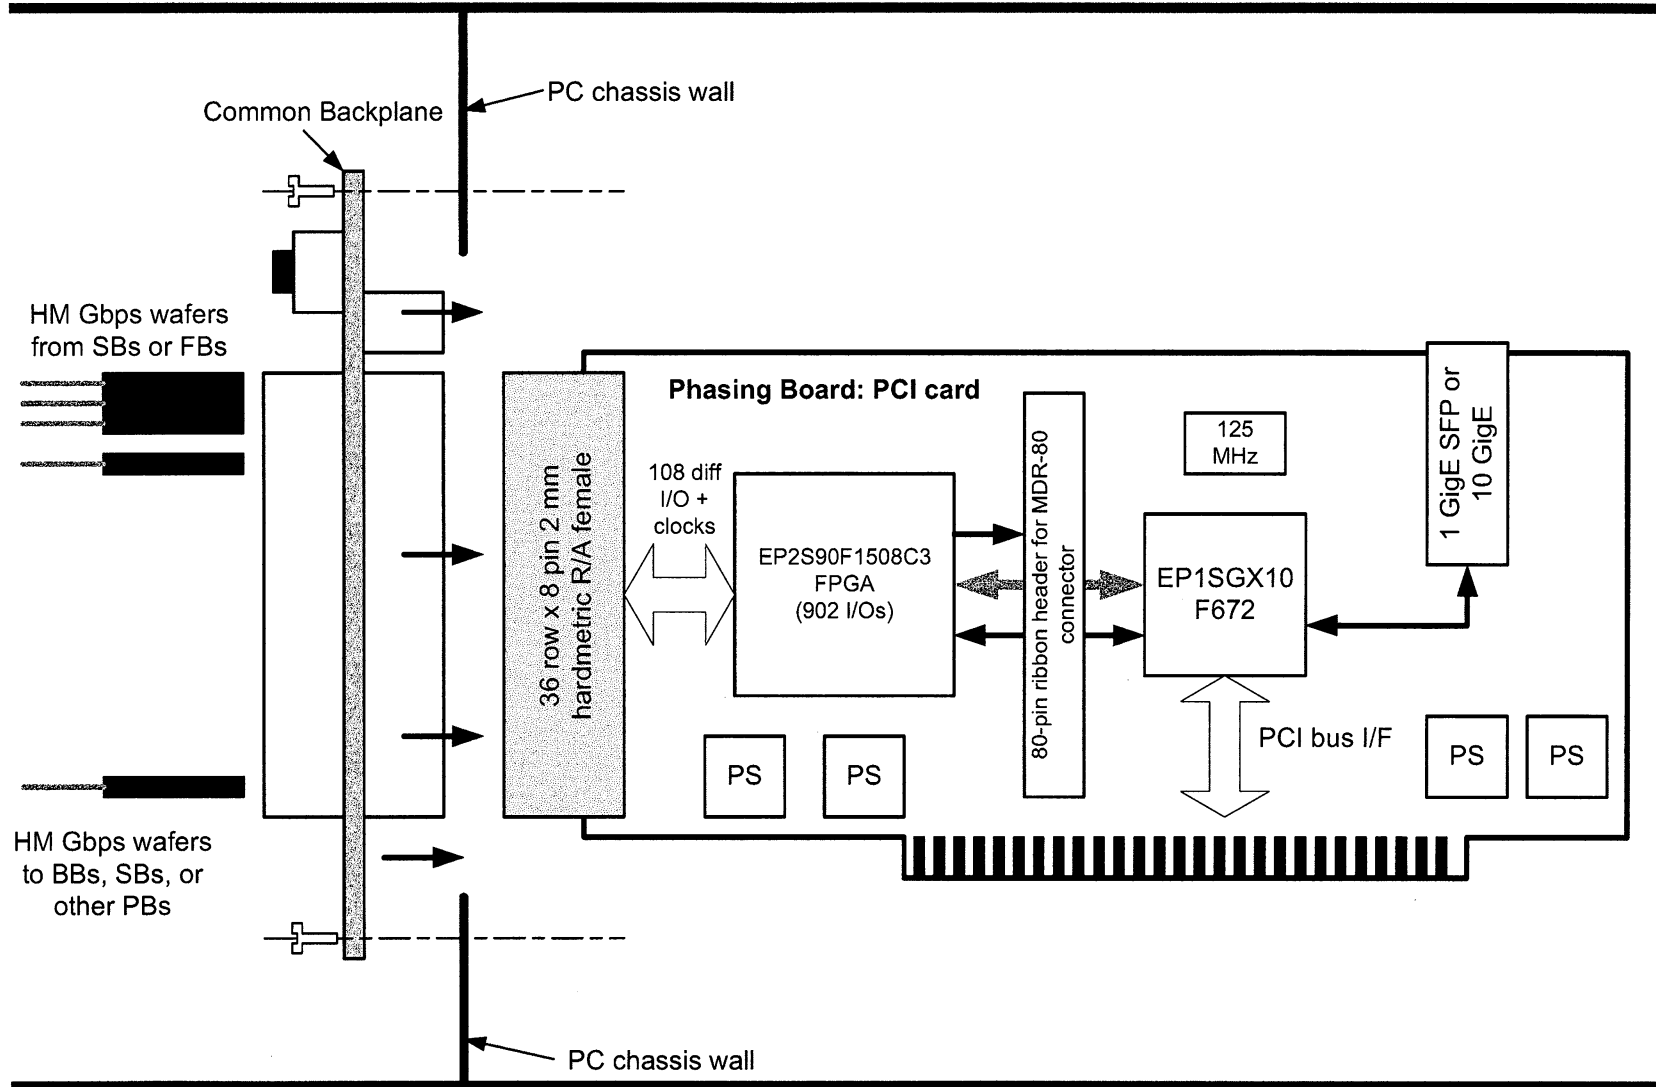 PC chassis wall
Common Backplane
HM Gbps wafers
from SBs or FBs
Phasing Board: PCI card
36 row x 8 pin 2 mm
hardmetric R/A female
108 diff
I/O +
clocks
EP2S90F1508C3
FPGA
(902 I/Os)
80-pin ribbon header for MDR-80
connector
125
MHz
EP1SGX10
F672
1 GigE SFP or
10 GigE
PCI bus I/F
PS
PS
PS
PS
HM Gbps wafers
to BBs, SBs, or
other PBs
PC chassis wall